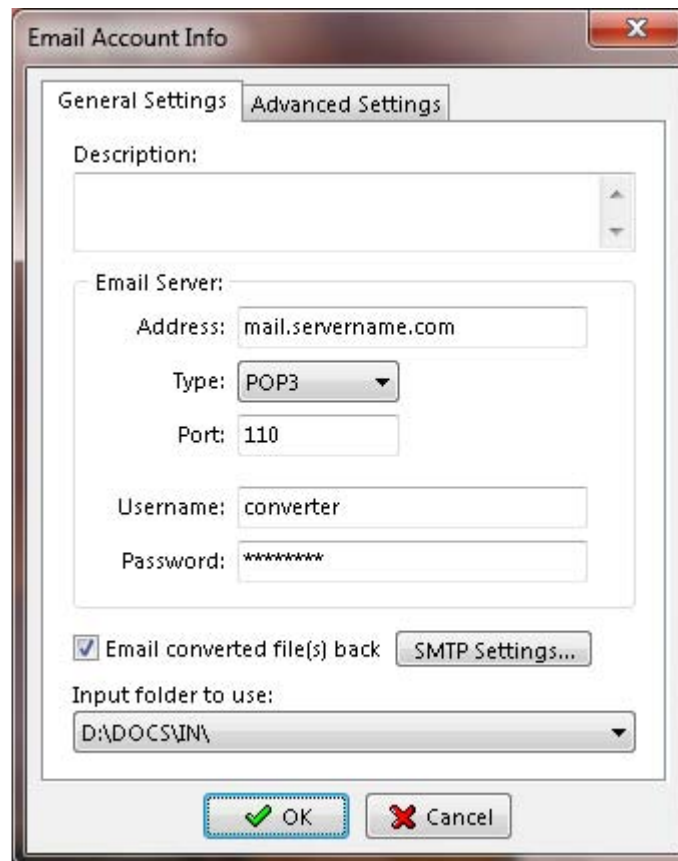 Email Account Info
General Settings Advanced Settings
Description:
Email Server:
Address: mail.servername.com
Type: POP3
Port: 110
Username: converter
Password: ********
Email converted file(s) back SMTP Settings...
Input folder to use:
D:\DOCS\IN\
OK Cancel